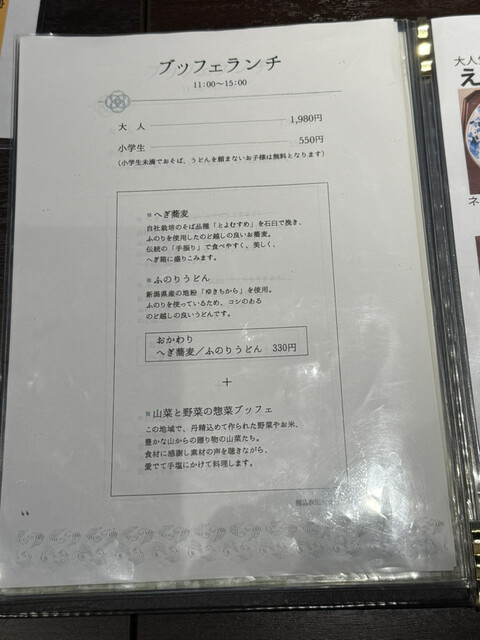 ブッフェランチ
11:00〜15:00
大 人 1,980円
小学生 550円
(小学生未満でおそば、うどんを頼まないお子様は無料となります)
へぎ蕎麦
自社栽培のそば品種「とよむすめ」を石臼で挽き、
ふのりを使用したのど越しの良いお蕎麦。
伝統の「手振り」で食べやすく、美しく、
へぎ箱に盛りこみます。
ふのりうどん
新潟県産の地粉「ゆきちから」を使用。
ふのりを使っているため、コシのある
のど越しの良いうどんです。
おかわり
へぎ蕎麦/ふのりうどん 330円
+
山菜と野菜の惣菜ブッフェ
この地域で、丹精込めて作られた野菜やお米、
豊かな山からの贈り物の山菜たち。
食材に感謝し素材の声を聴きながら、
愛でて手塩にかけて料理します。
大人
え
ネ